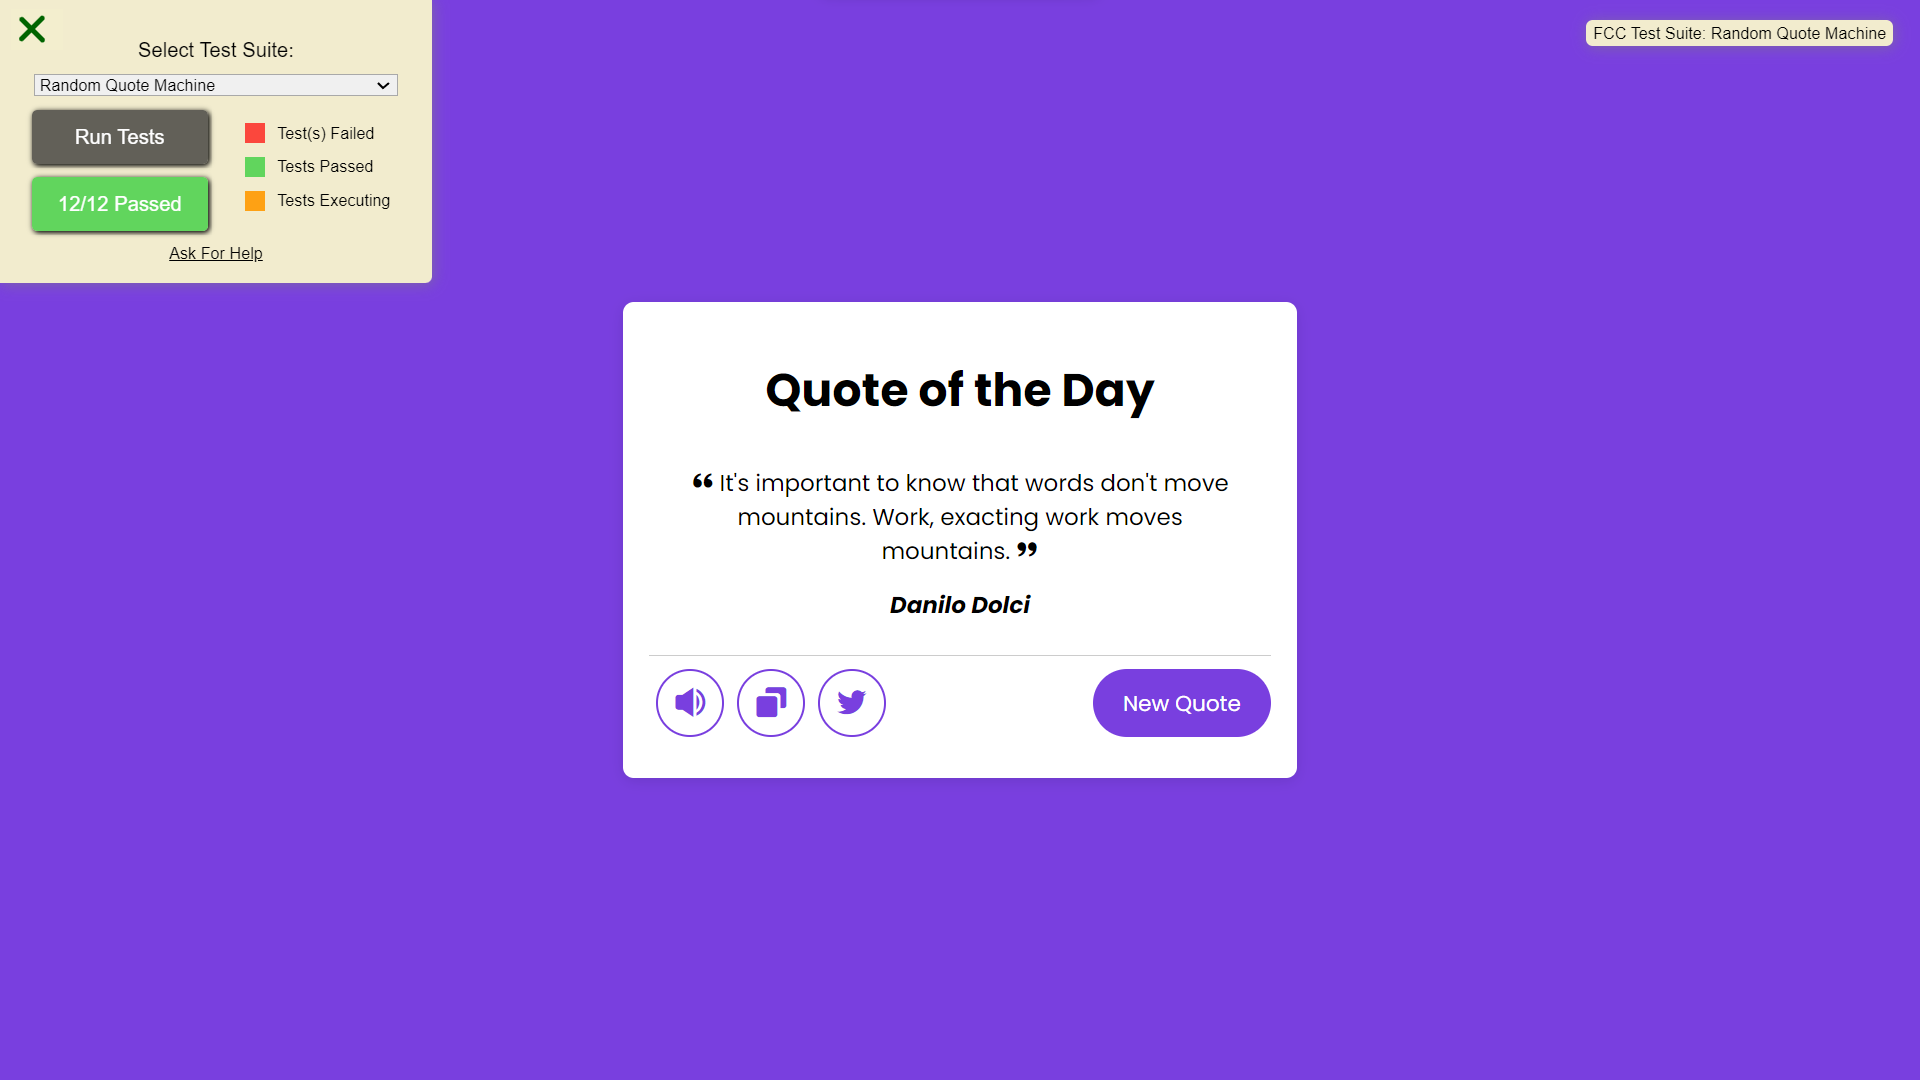 Select Test Suite:
Random Quote Machine
Run Tests
12/12 Passed
Test(s) Failed
Tests Passed
Tests Executing
Ask For Help
FCC Test Suite: Random Quote Machine
Quote of the Day
“ It's important to know that words don't move
mountains. Work, exacting work moves
mountains. ”
Danilo Dolci
New Quote